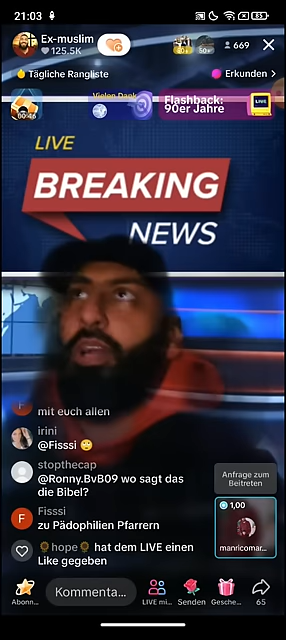 21:03
85
Ex-muslim
125.5K
40+
50+
669
Tägliche Rangliste
Erkunden
00:46
Vielen Dank
Flashback:
90er Jahre
LIVE
LIVE
BREAKING
NEWS
mit euch allen
irini
@Fisssi 🙄
stopthecap
@Ronny.BvB09 wo sagt das
die Bibel?
Anfrage zum
Beitreten
F
Fisssi
zu Pädophilien Pfarrern
1,00
manricomar...
🌻hope🌻 hat dem LIVE einen
Like gegeben
Abonn...
Kommenta...
LIVE mi...
Senden
Gesche...
65